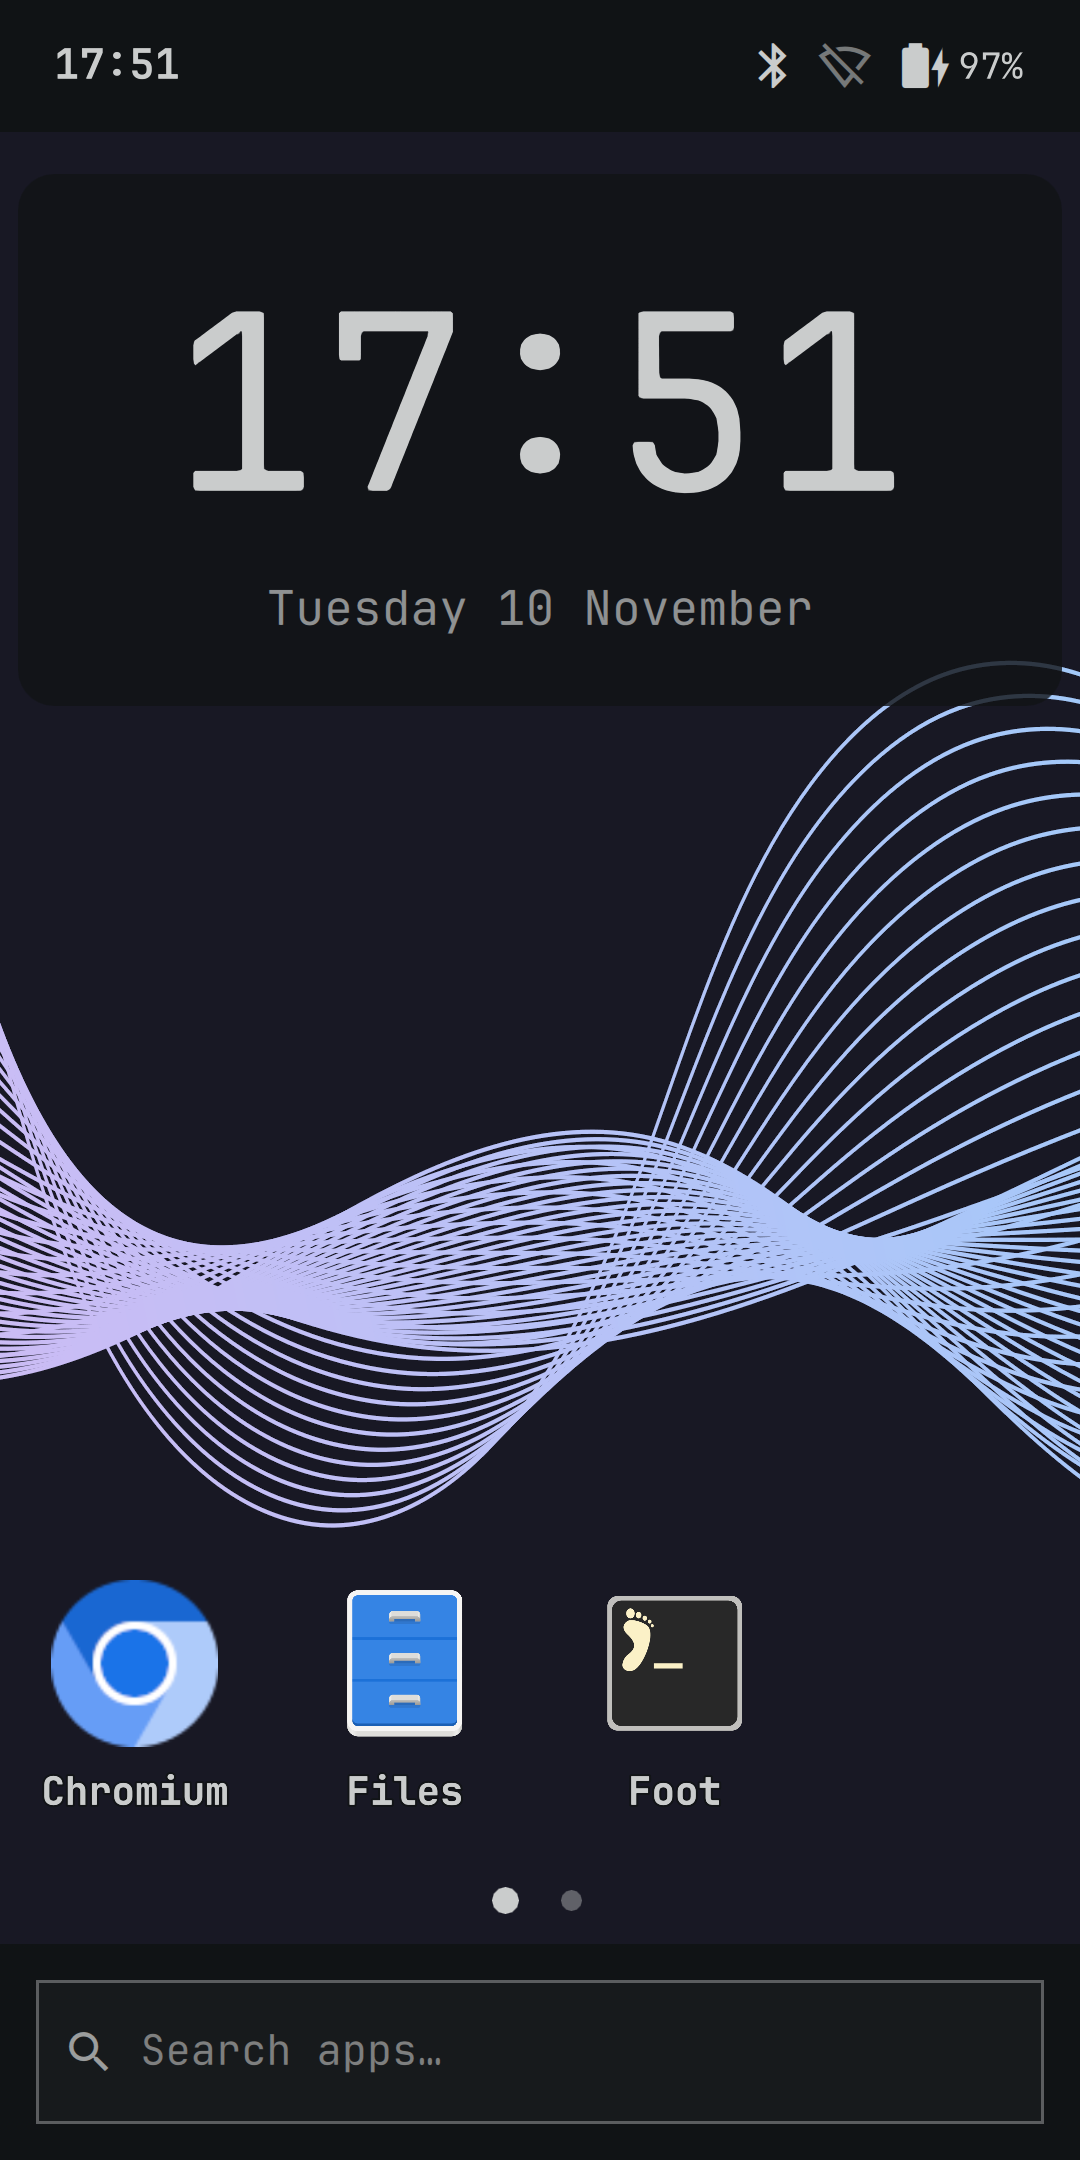 17:51 97%
17:51
Tuesday 10 November
Chromium Files Foot
Search apps…